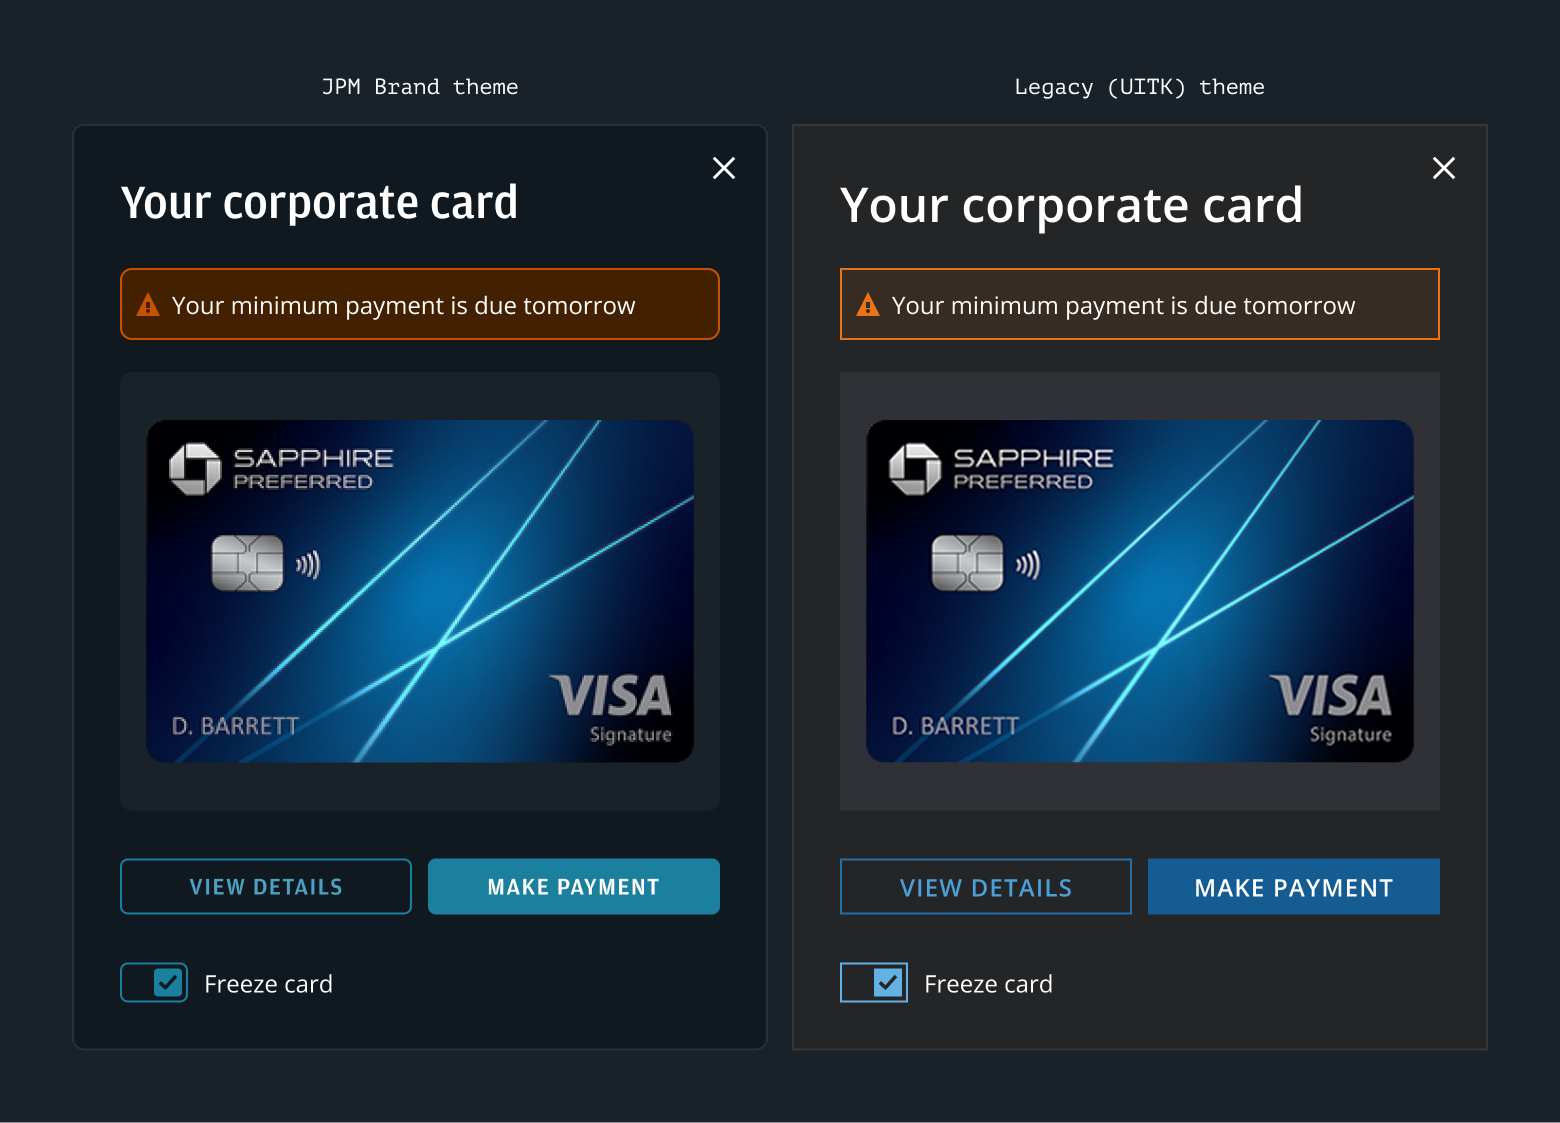 JPM Brand theme
Your corporate card
Your minimum payment is due tomorrow
SAPPHIRE
PREFERRED
VISA
D. BARRETT
Signature
VIEW DETAILS
MAKE PAYMENT
Freeze card
Legacy (UITK) theme
Your corporate card
Your minimum payment is due tomorrow
SAPPHIRE
PREFERRED
VISA
D. BARRETT
Signature
VIEW DETAILS
MAKE PAYMENT
Freeze card